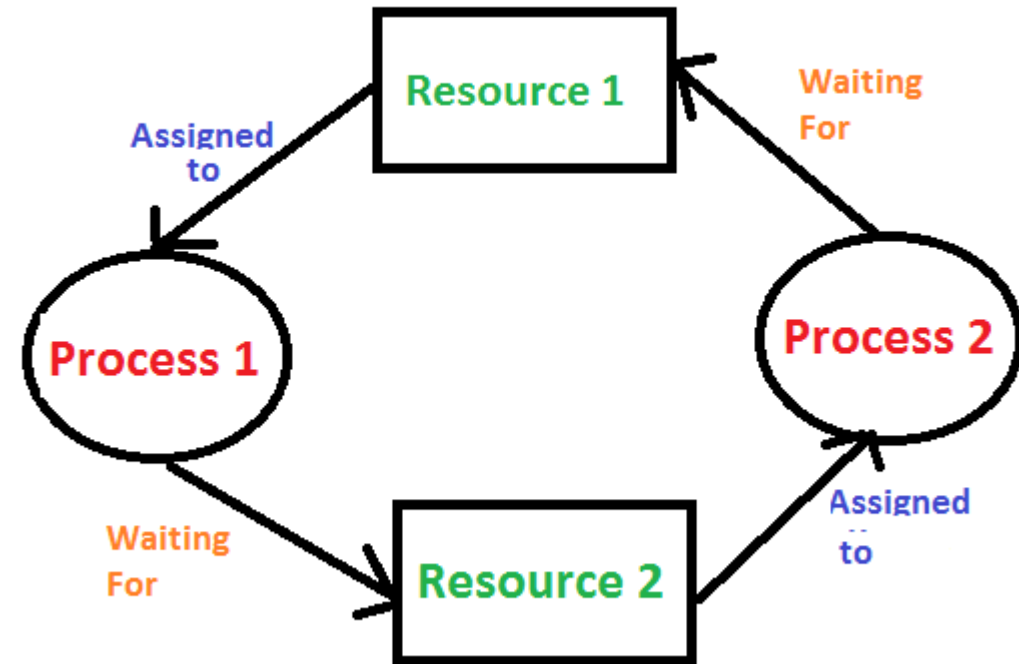 Resource 1
Waiting
For
Assigned
to
Process 1
Process 2
Waiting
For
Resource 2
Assigned
to